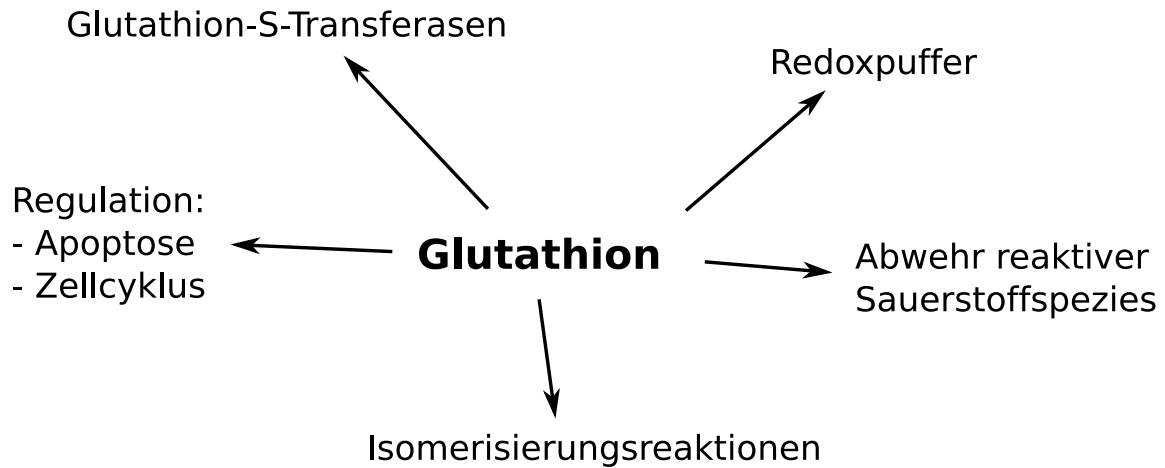 Glutathion-S-Transferasen
Redoxpuffer
Regulation:
- Apoptose
- Zellcyklus
Glutathion
Abwehr reaktiver
Sauerstoffspezies
Isomerisierungsreaktionen